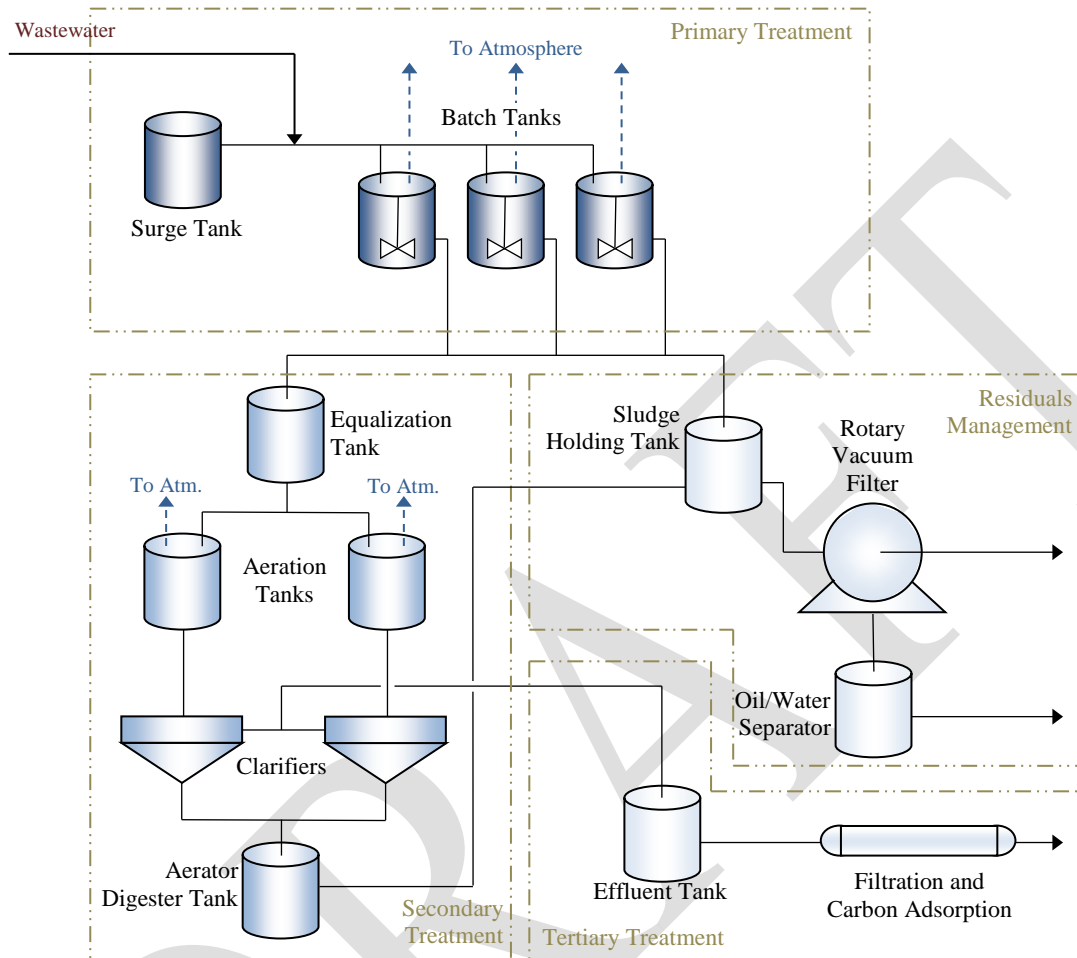 Wastewater
Primary Treatment
To Atmosphere
Batch Tanks
Surge Tank
Equalization
Tank
To Atm.
To Atm.
Aeration
Tanks
Clarifiers
Aerator
Digester Tank
Secondary
Treatment
Residuals
Management
Sludge
Holding Tank
Rotary
Vacuum
Filter
Oil/Water
Separator
Effluent Tank
Filtration and
Carbon Adsorption
Tertiary Treatment
DRAFT